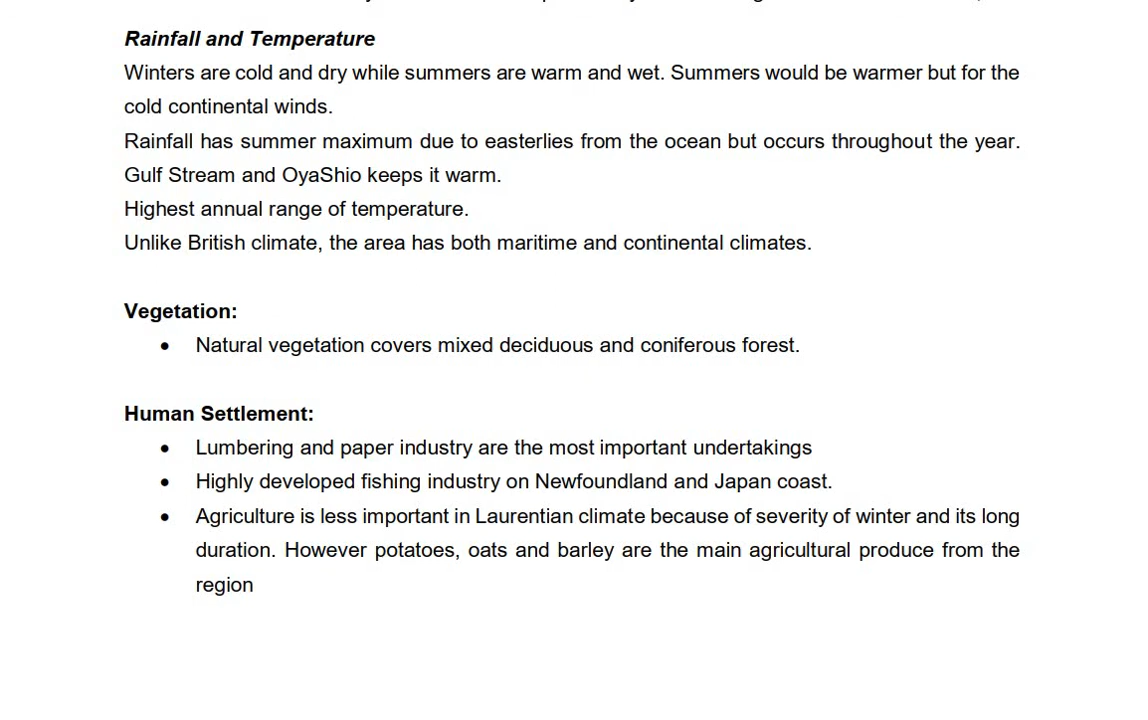 Rainfall and Temperature
Winters are cold and dry while summers are warm and wet. Summers would be warmer but for the
cold continental winds.
Rainfall has summer maximum due to easterlies from the ocean but occurs throughout the year.
Gulf Stream and OyaShio keeps it warm.
Highest annual range of temperature.
Unlike British climate, the area has both maritime and continental climates.
Vegetation:
• Natural vegetation covers mixed deciduous and coniferous forest.
Human Settlement:
• Lumbering and paper industry are the most important undertakings
• Highly developed fishing industry on Newfoundland and Japan coast.
• Agriculture is less important in Laurentian climate because of severity of winter and its long
duration. However potatoes, oats and barley are the main agricultural produce from the
region